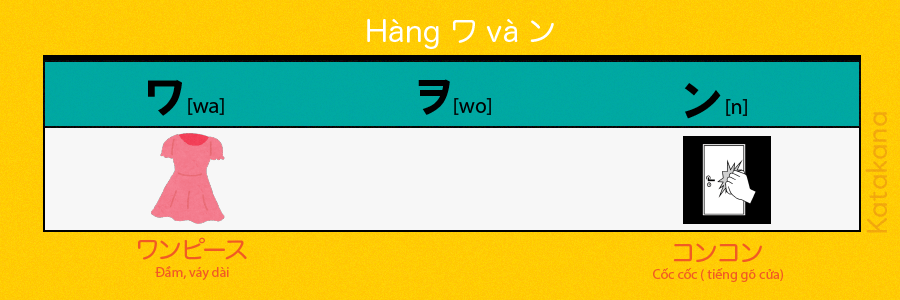 Hàng ワ và ン
ワ[wa] ヲ[wo] ン[n]
ワンピース コンコン
Đầm, váy dài Cốc cốc ( tiếng gõ cửa)
Katakana